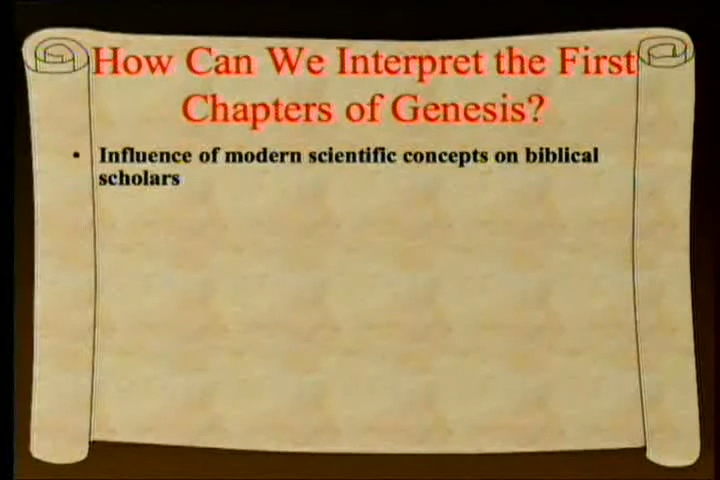 How Can We Interpret the First
Chapters of Genesis?
• Influence of modern scientific concepts on biblical
scholars